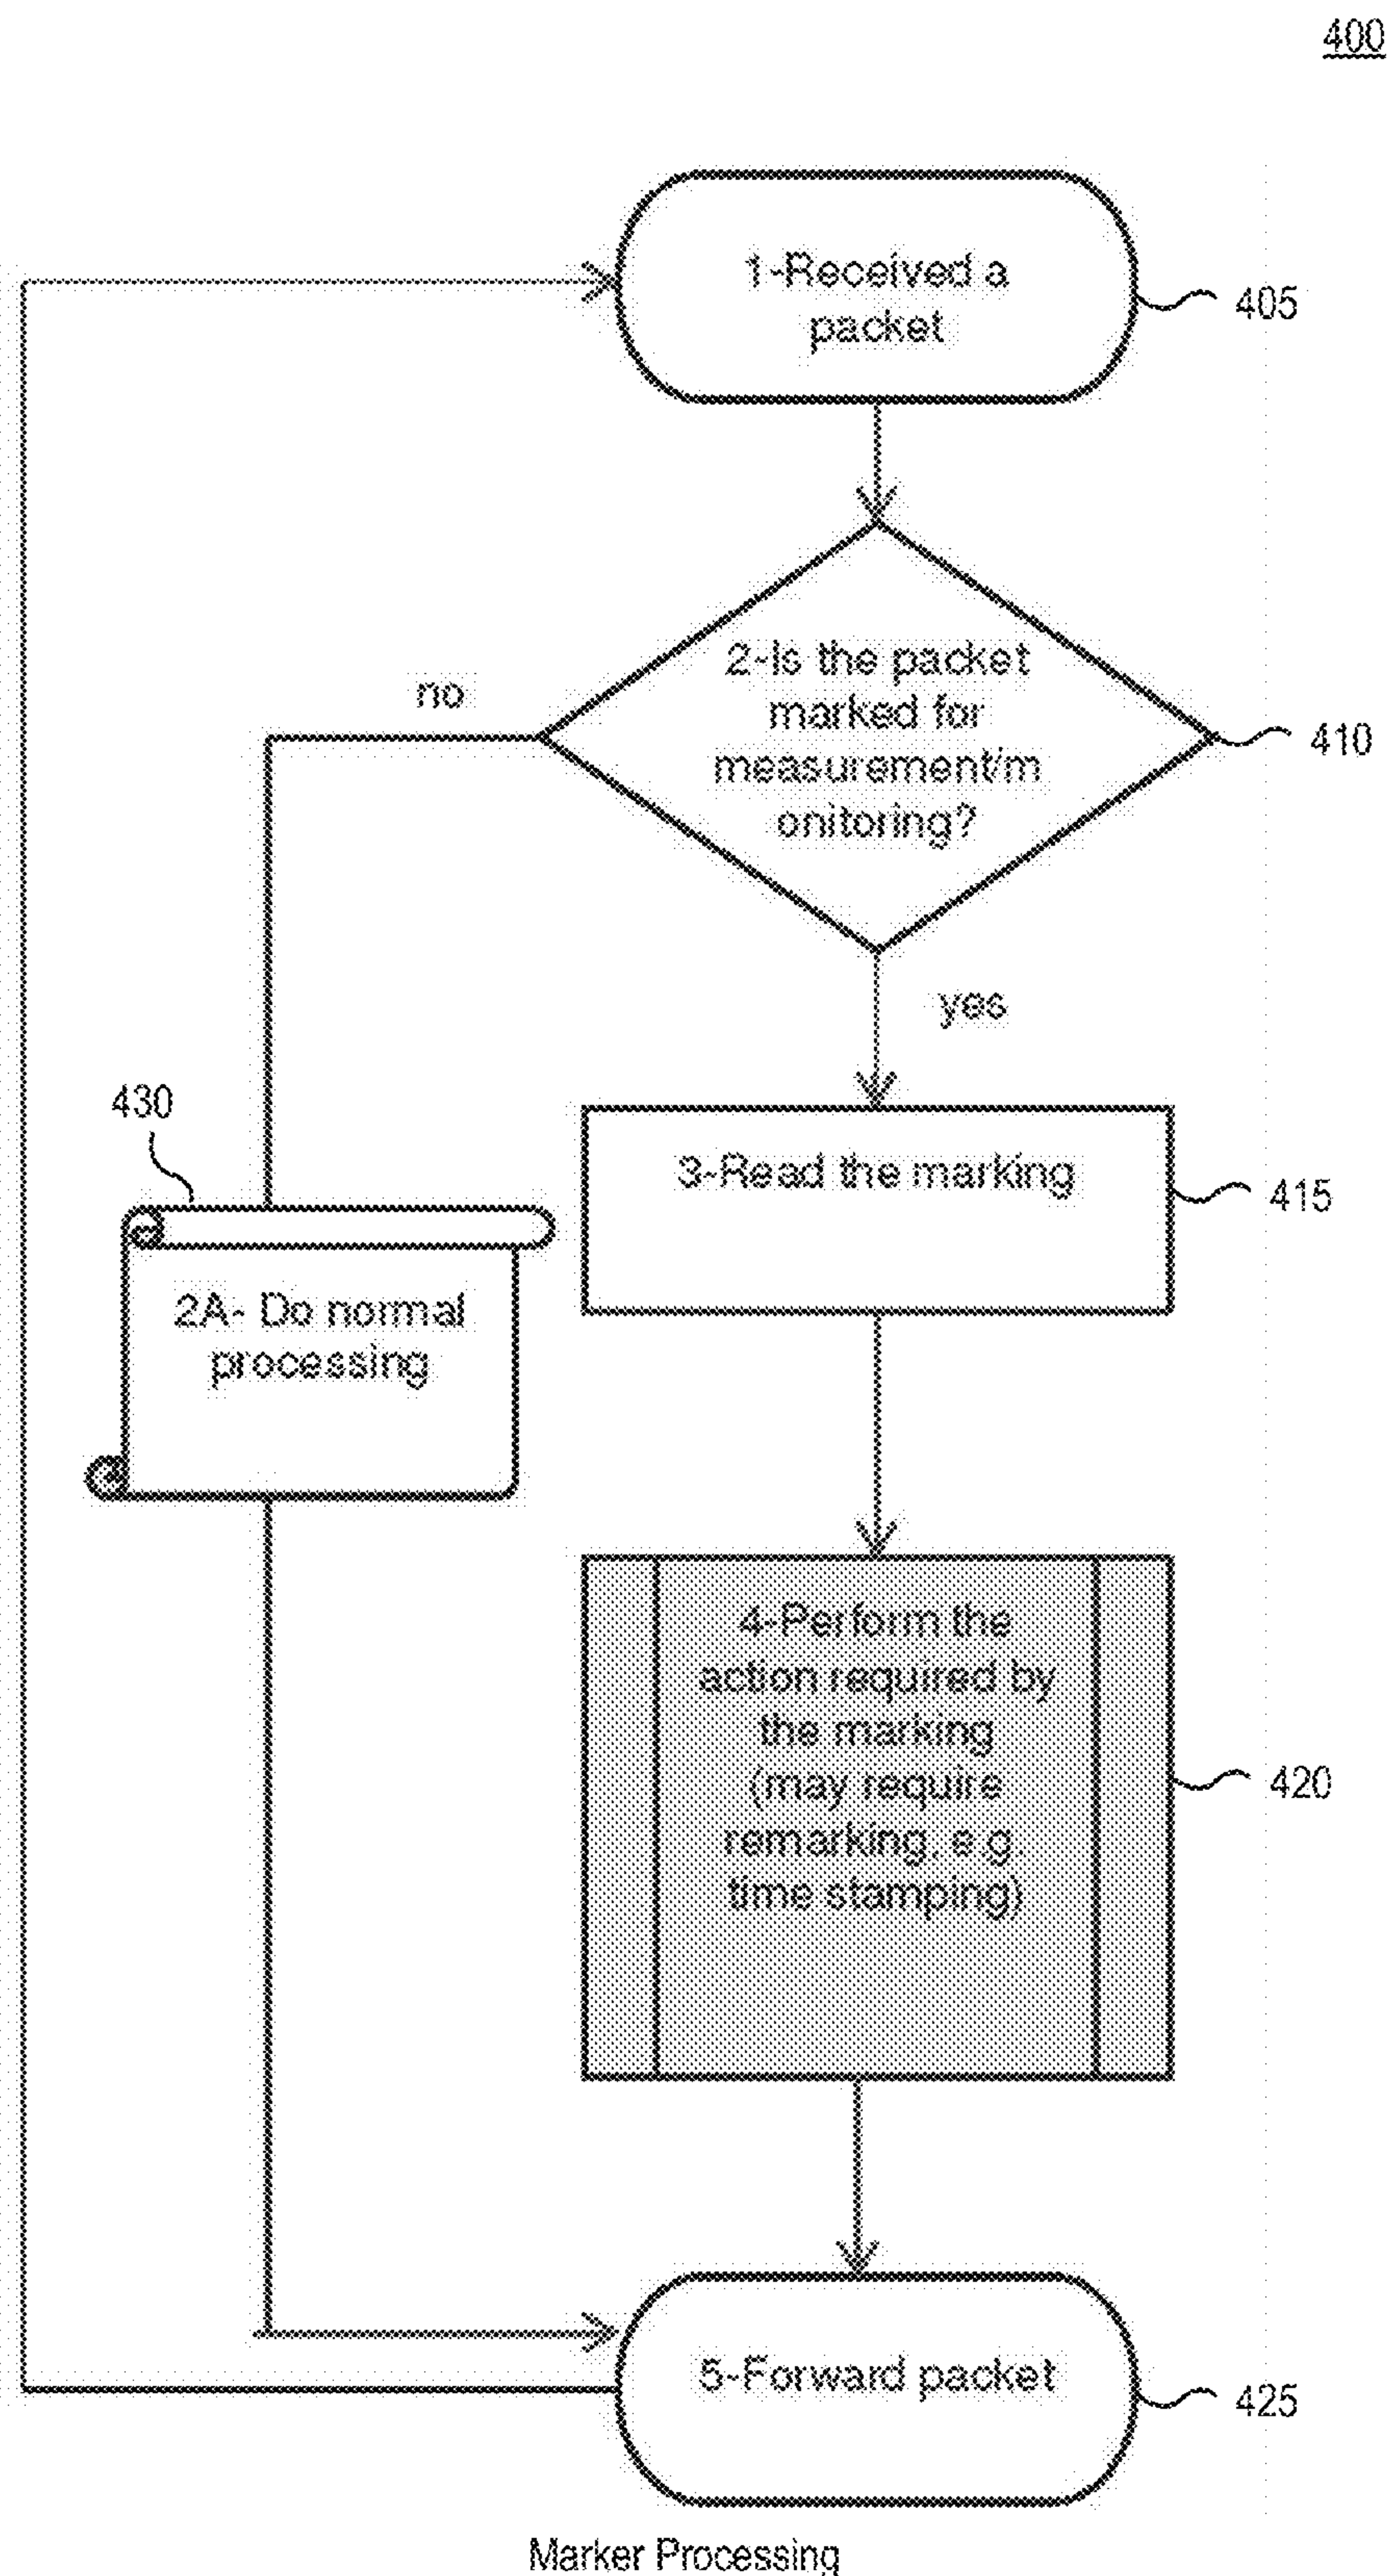 400
1-Received a
packet
405
2-Is the packet
marked for
measurement/m
onitoring?
410
no
yes
430
3-Read the marking
415
2A- Do normal
processing
4-Perform the
action required by
the marking
(may require
remarking, e.g.
time stamping)
420
5-Forward packet
425
Marker Processing